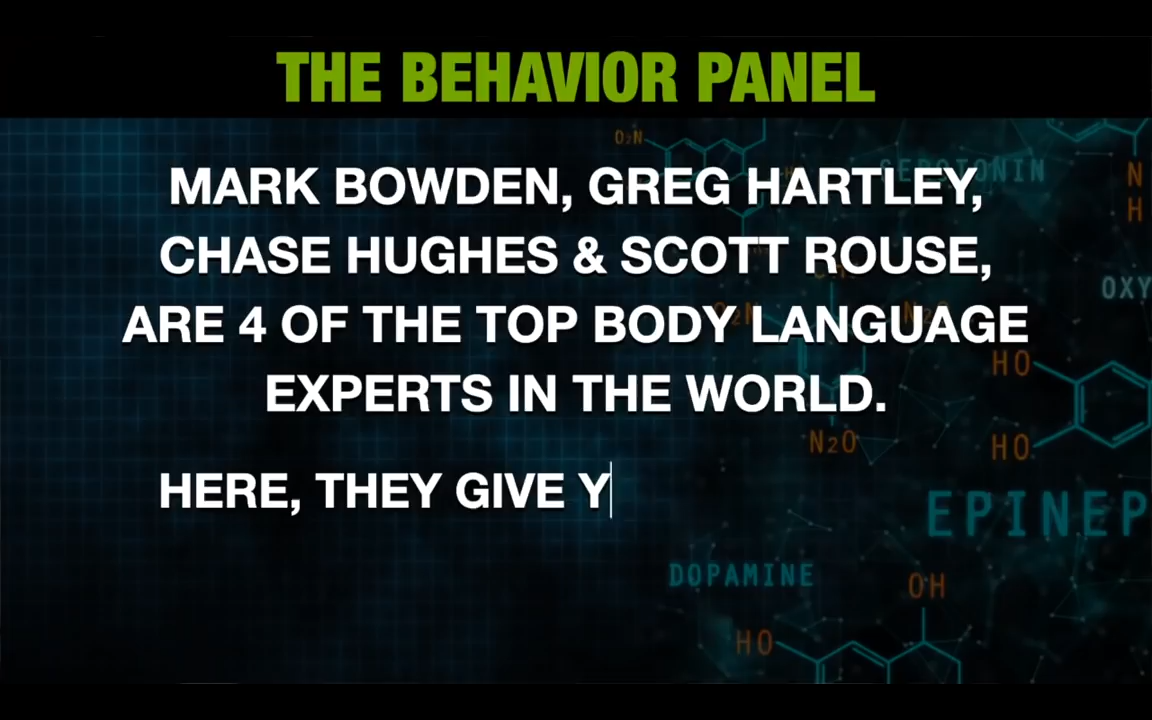 THE BEHAVIOR PANEL
MARK BOWDEN, GREG HARTLEY,
CHASE HUGHES & SCOTT ROUSE,
ARE 4 OF THE TOP BODY LANGUAGE
EXPERTS IN THE WORLD.
HERE, THEY GIVE Y
O₂N
SEROTONIN
N
H
OXY
HO
HO
N2O
EPINEP
DOPAMINE
OH
HO